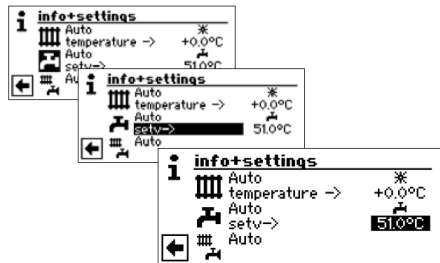 info+settings
Auto
temperature -> +0.0°C
Auto
setv-> 51.0°C
Au
info+settings
Auto
temperature -> +0.0°C
Auto
setv-> 51.0°C
Auto
info+settings
Auto
temperature -> +0.0°C
Auto
setv-> 51.0°C
Auto